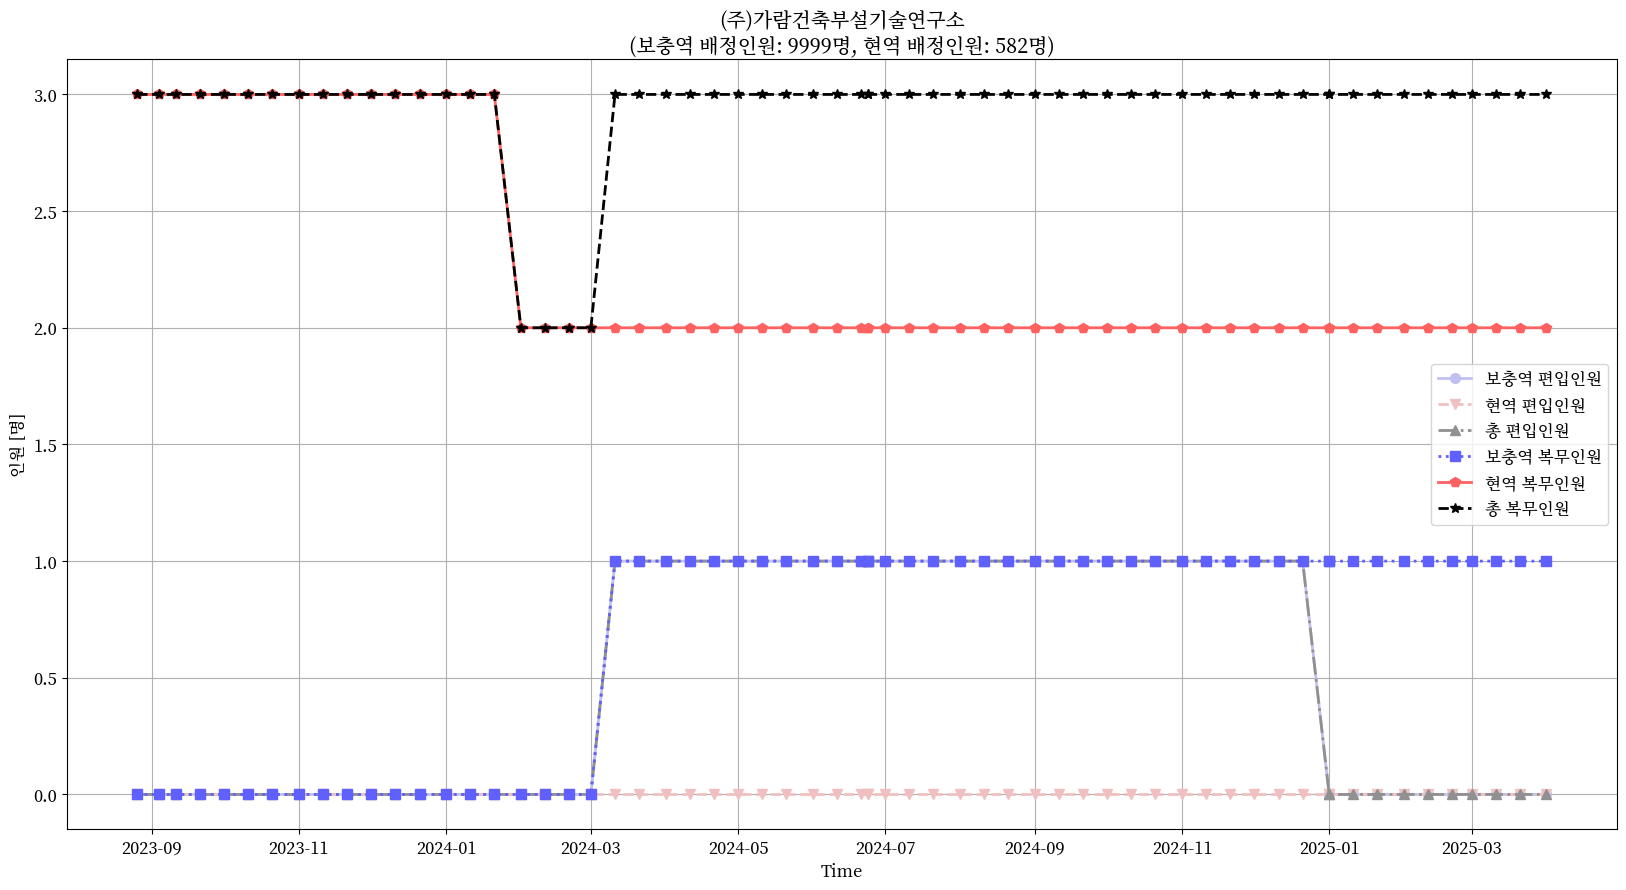 (주)가람건축부설기술연구소
(보충역 배정인원: 9999명, 현역 배정인원: 582명)
인원 [명]
3.0
2.5
2.0
1.5
1.0
0.5
0.0
보충역 편입인원
현역 편입인원
총 편입인원
보충역 복무인원
현역 복무인원
총 복무인원
2023-09 2023-11 2024-01 2024-03 2024-05 2024-07 2024-09 2024-11 2025-01 2025-03
Time